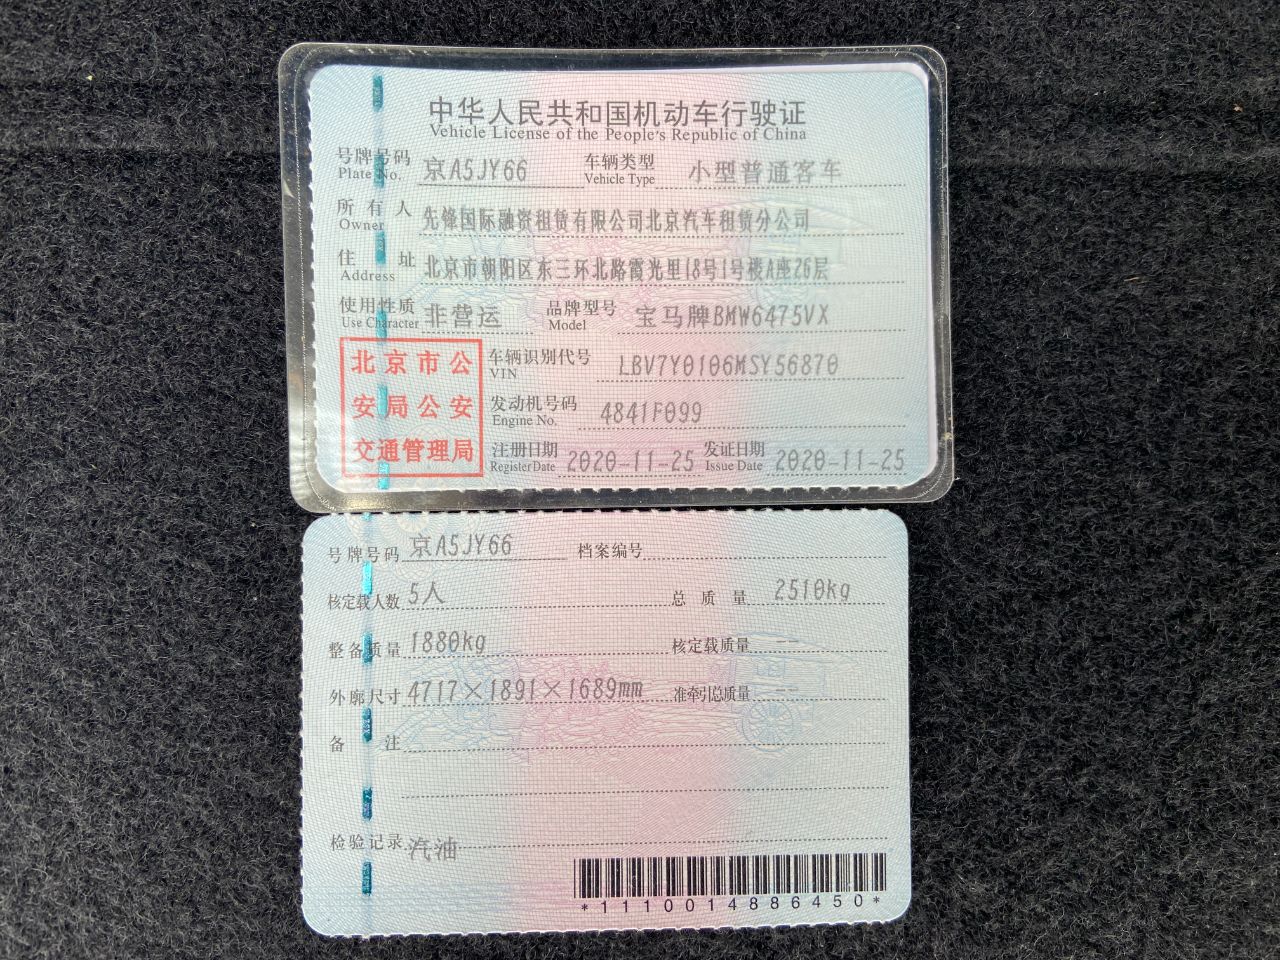 中华人民共和国机动车行驶证
Vehicle License of the People's Republic of China
号牌号码 Plate No. 京A5JY66 车辆类型 Vehicle Type 小型普通客车
所有人 Owner 先锋国际融资租赁有限公司北京汽车租赁分公司
住址 Address 北京市朝阳区东三环北路霞光里18号1号楼A座26层
使用性质 Use Character 非营运 品牌型号 Model 宝马牌BMW6475VX
北京市公安局公安交通管理局
车辆识别代号 VIN LBV7Y0106MSY56870
发动机号码 Engine No. 4841F099
注册日期 Register Date 2020-11-25 发证日期 Issue Date 2020-11-25
号牌号码 京A5JY66 档案编号
核定载人数 5人 总质量 2510kg
整备质量 1880kg 核定载质量 --
外廓尺寸 4717×1891×1689mm 准牵引总质量 --
备注
检验记录 汽油
*1110014886450*